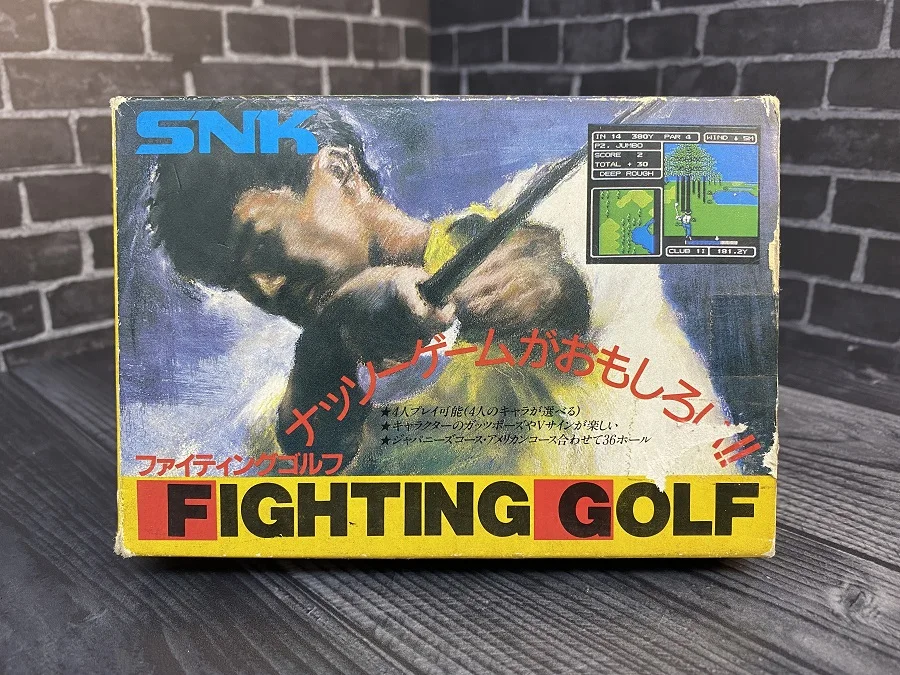 SNK
IN 14 380Y PAR 4
WIND ↓ 5M
P2. JUMBO
SCORE 2
TOTAL + 30
DEEP ROUGH
CLUB 1I 181.2Y
ナッソーゲームがおもしろい!!!
★4人プレイ可能(4人のキャラが選べる)
★キャラクターのガッツポーズやVサインが楽しい
★ジャパニーズコース・アメリカンコース合わせて36ホール
ファイティングゴルフ
FIGHTING GOLF